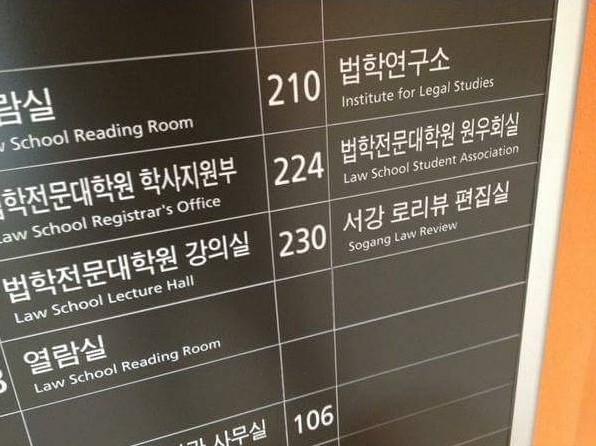 람실
School Reading Room
210
법학연구소
Institute for Legal Studies
학전문대학원 학사지원부
Law School Registrar's Office
224
법학전문대학원 원우회실
Law School Student Association
법학전문대학원 강의실
Law School Lecture Hall
230
서강 로리뷰 편집실
Sogang Law Review
열람실
Law School Reading Room
사무실
106